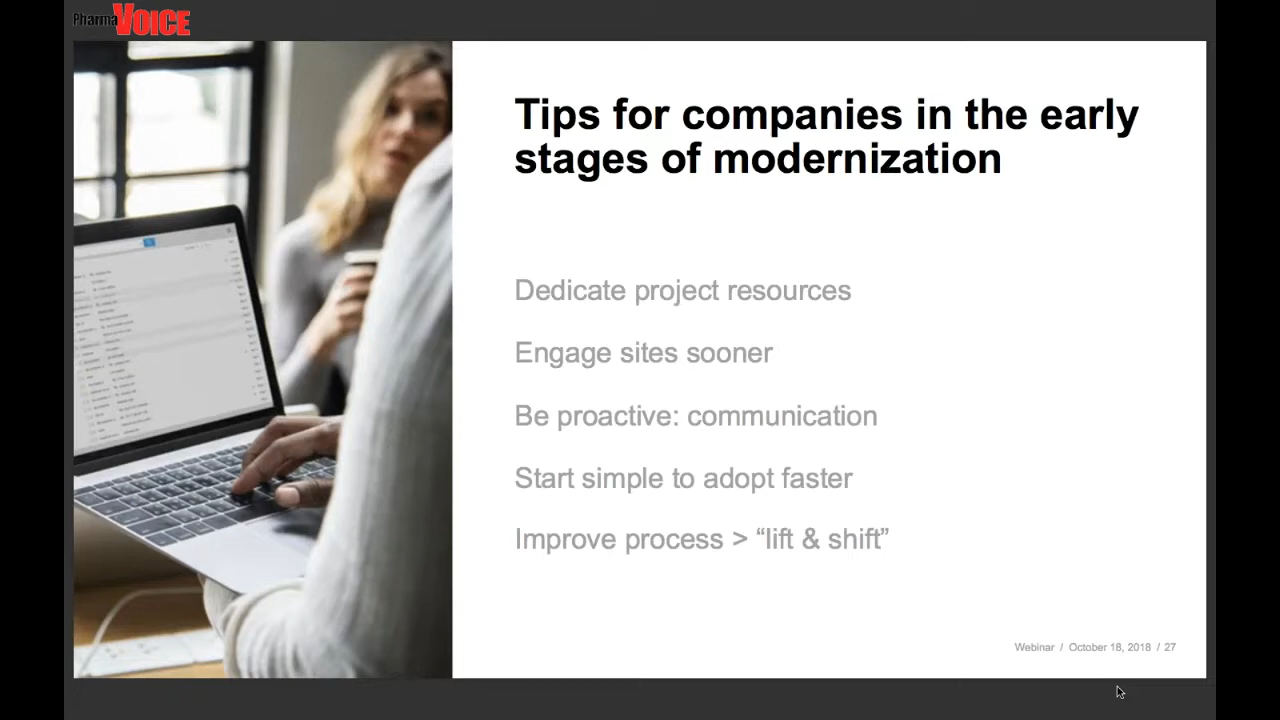 PharmaVOICE
Tips for companies in the early
stages of modernization
Dedicate project resources
Engage sites sooner
Be proactive: communication
Start simple to adopt faster
Improve process > “lift & shift”
Webinar / October 18, 2018 / 27